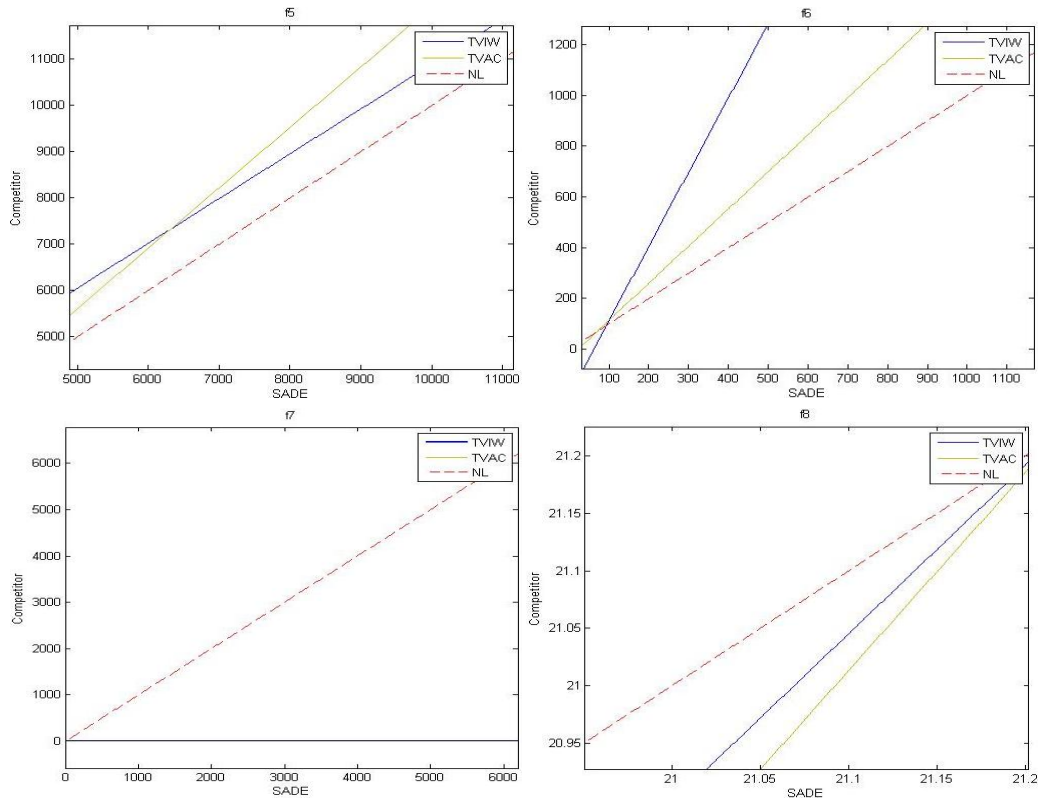 f5
TVIW
TVAC
NL
11000
10000
9000
8000
7000
6000
5000
Competitor
5000 6000 7000 8000 9000 10000 11000
SADE
f6
TVIW
TVAC
NL
1200
1000
800
600
400
200
0
Competitor
100 200 300 400 500 600 700 800 900 1000 1100
SADE
f7
TVIW
TVAC
NL
6000
5000
4000
3000
2000
1000
0
Competitor
0 1000 2000 3000 4000 5000 6000
SADE
f8
TVIW
TVAC
NL
21.2
21.15
21.1
21.05
21
20.95
Competitor
21 21.05 21.1 21.15 21.2
SADE